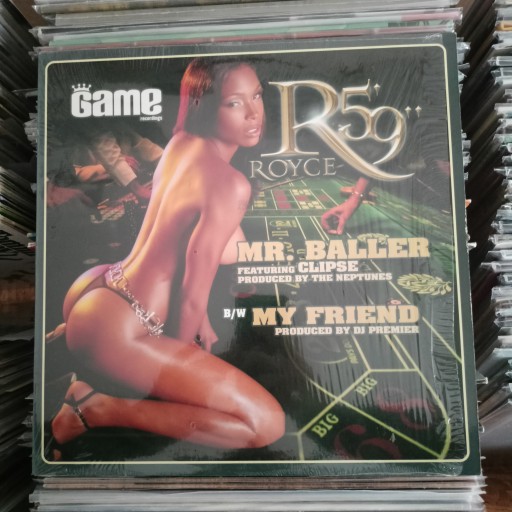 Game
recordings
R 5'9"
ROYCE
MR. BALLER
FEATURING CLIPSE
PRODUCED BY THE NEPTUNES
B/W MY FRIEND
PRODUCED BY DJ PREMIER
BIG
BIG